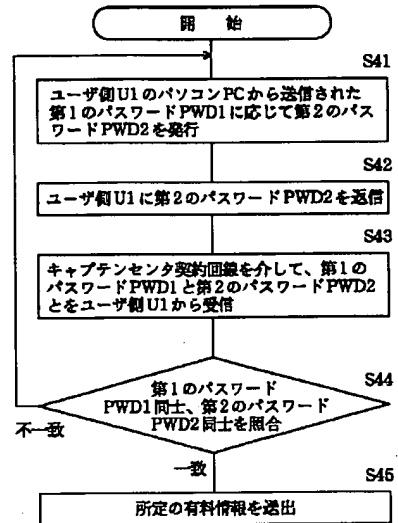 開 始
S41
ユーザ側U1のパソコンPCから送信された
第1のパスワードPWD1に応じて第2のパス
ワードPWD2を発行
S42
ユーザ側U1に第2のパスワードPWD2を返信
S43
キャプテンセンタ契約回線を介して、第1の
パスワードPWD1と第2のパスワードPWD2
とをユーザ側U1から受信
S44
第1のパスワード
PWD1同士、第2のパスワード
PWD2同士を照合
不一致
一致
S45
所定の有料情報を送出